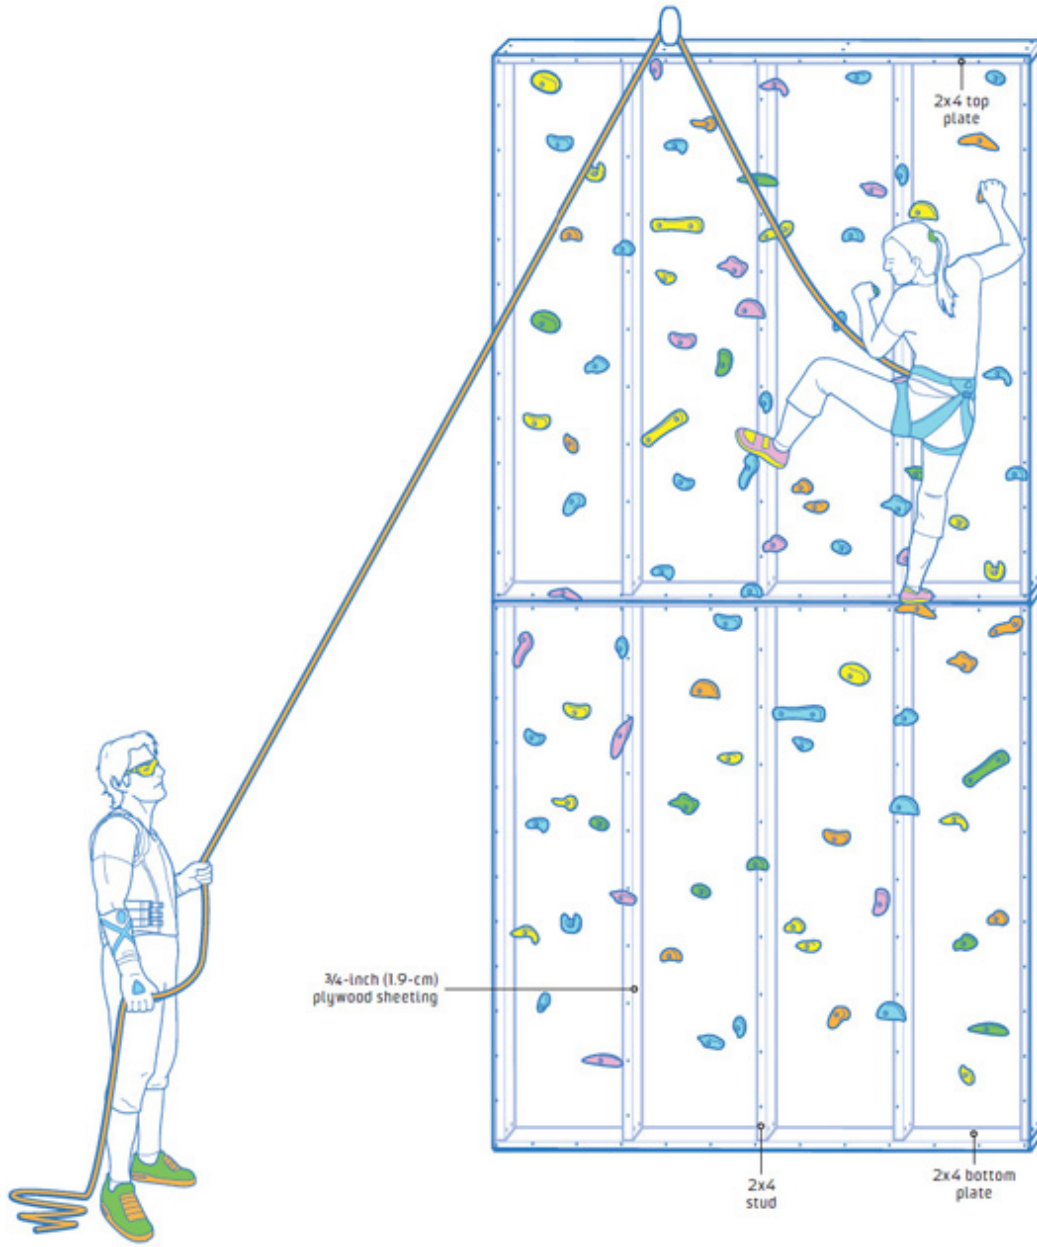 2x4 top
plate
¾-inch (1.9-cm)
plywood sheeting
2x4
stud
2x4 bottom
plate